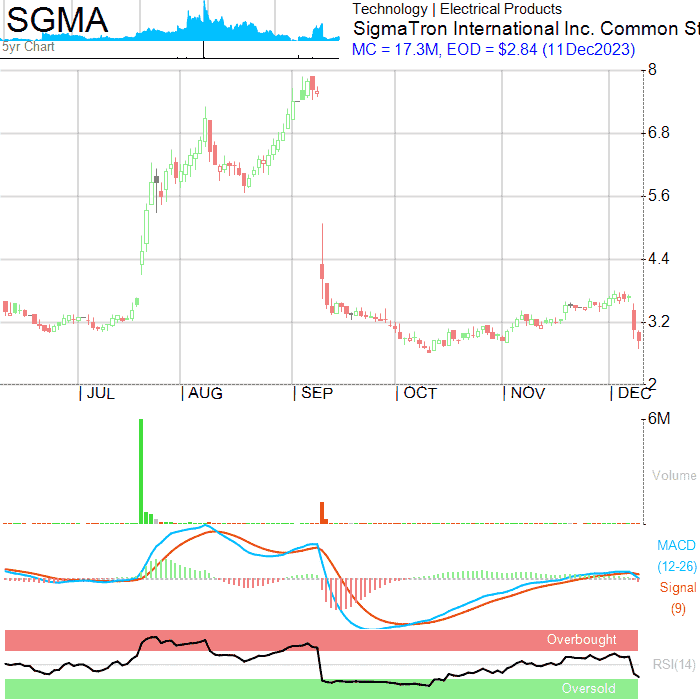 SGMA
5yr Chart
Technology | Electrical Products
SigmaTron International Inc. Common St
MC = 17.3M, EOD = $2.84 (11Dec2023)
8
6.8
5.6
4.4
3.2
2
JUL
AUG
SEP
OCT
NOV
DEC
6M
Volume
MACD
(12-26)
Signal
(9)
Overbought
RSI(14)
Oversold